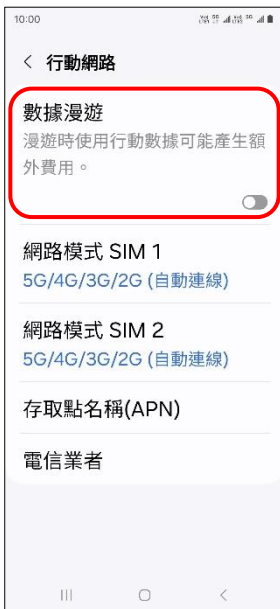 10:00
行動網路
數據漫遊
漫遊時使用行動數據可能產生額
外費用。
網路模式 SIM 1
5G/4G/3G/2G (自動連線)
網路模式 SIM 2
5G/4G/3G/2G (自動連線)
存取點名稱(APN)
電信業者